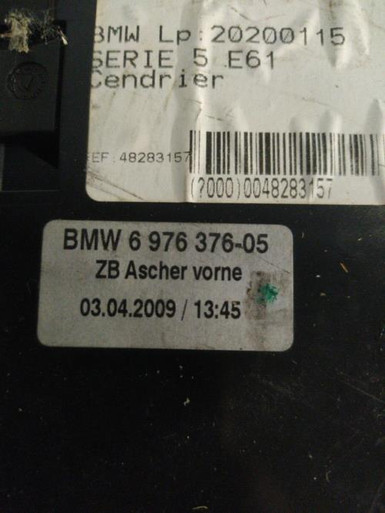 BMW Lp:20200115
SERIE 5 E61
Cendrier
EF:48283157
(?000)0048283157
BMW 6 976 376-05
ZB Ascher vorne
03.04.2009 / 13:45